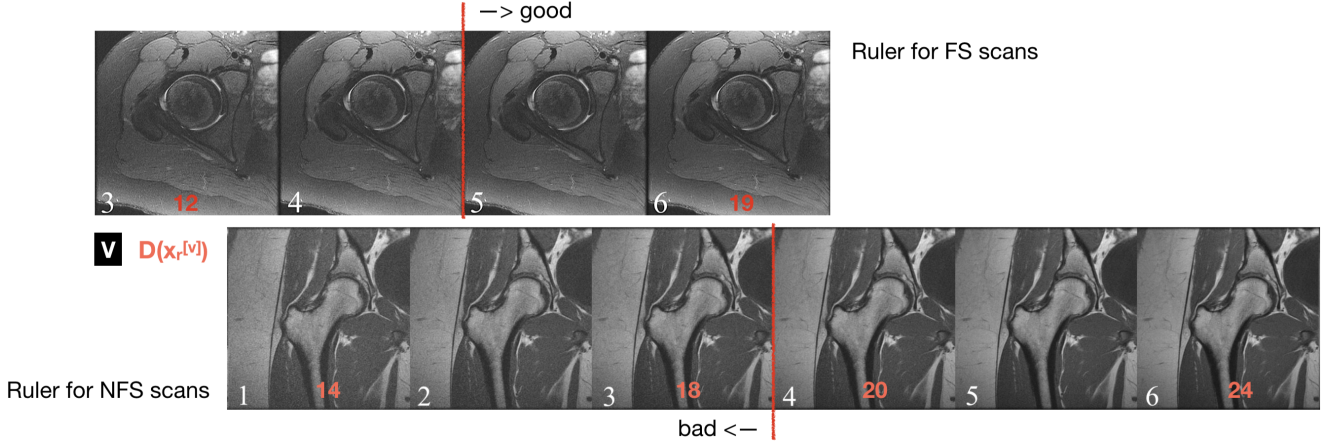 —> good
Ruler for FS scans
3 12 4 5 6 19
V D(xr[v])
Ruler for NFS scans
1 14 2 3 18 4 20 5 6 24
bad <—